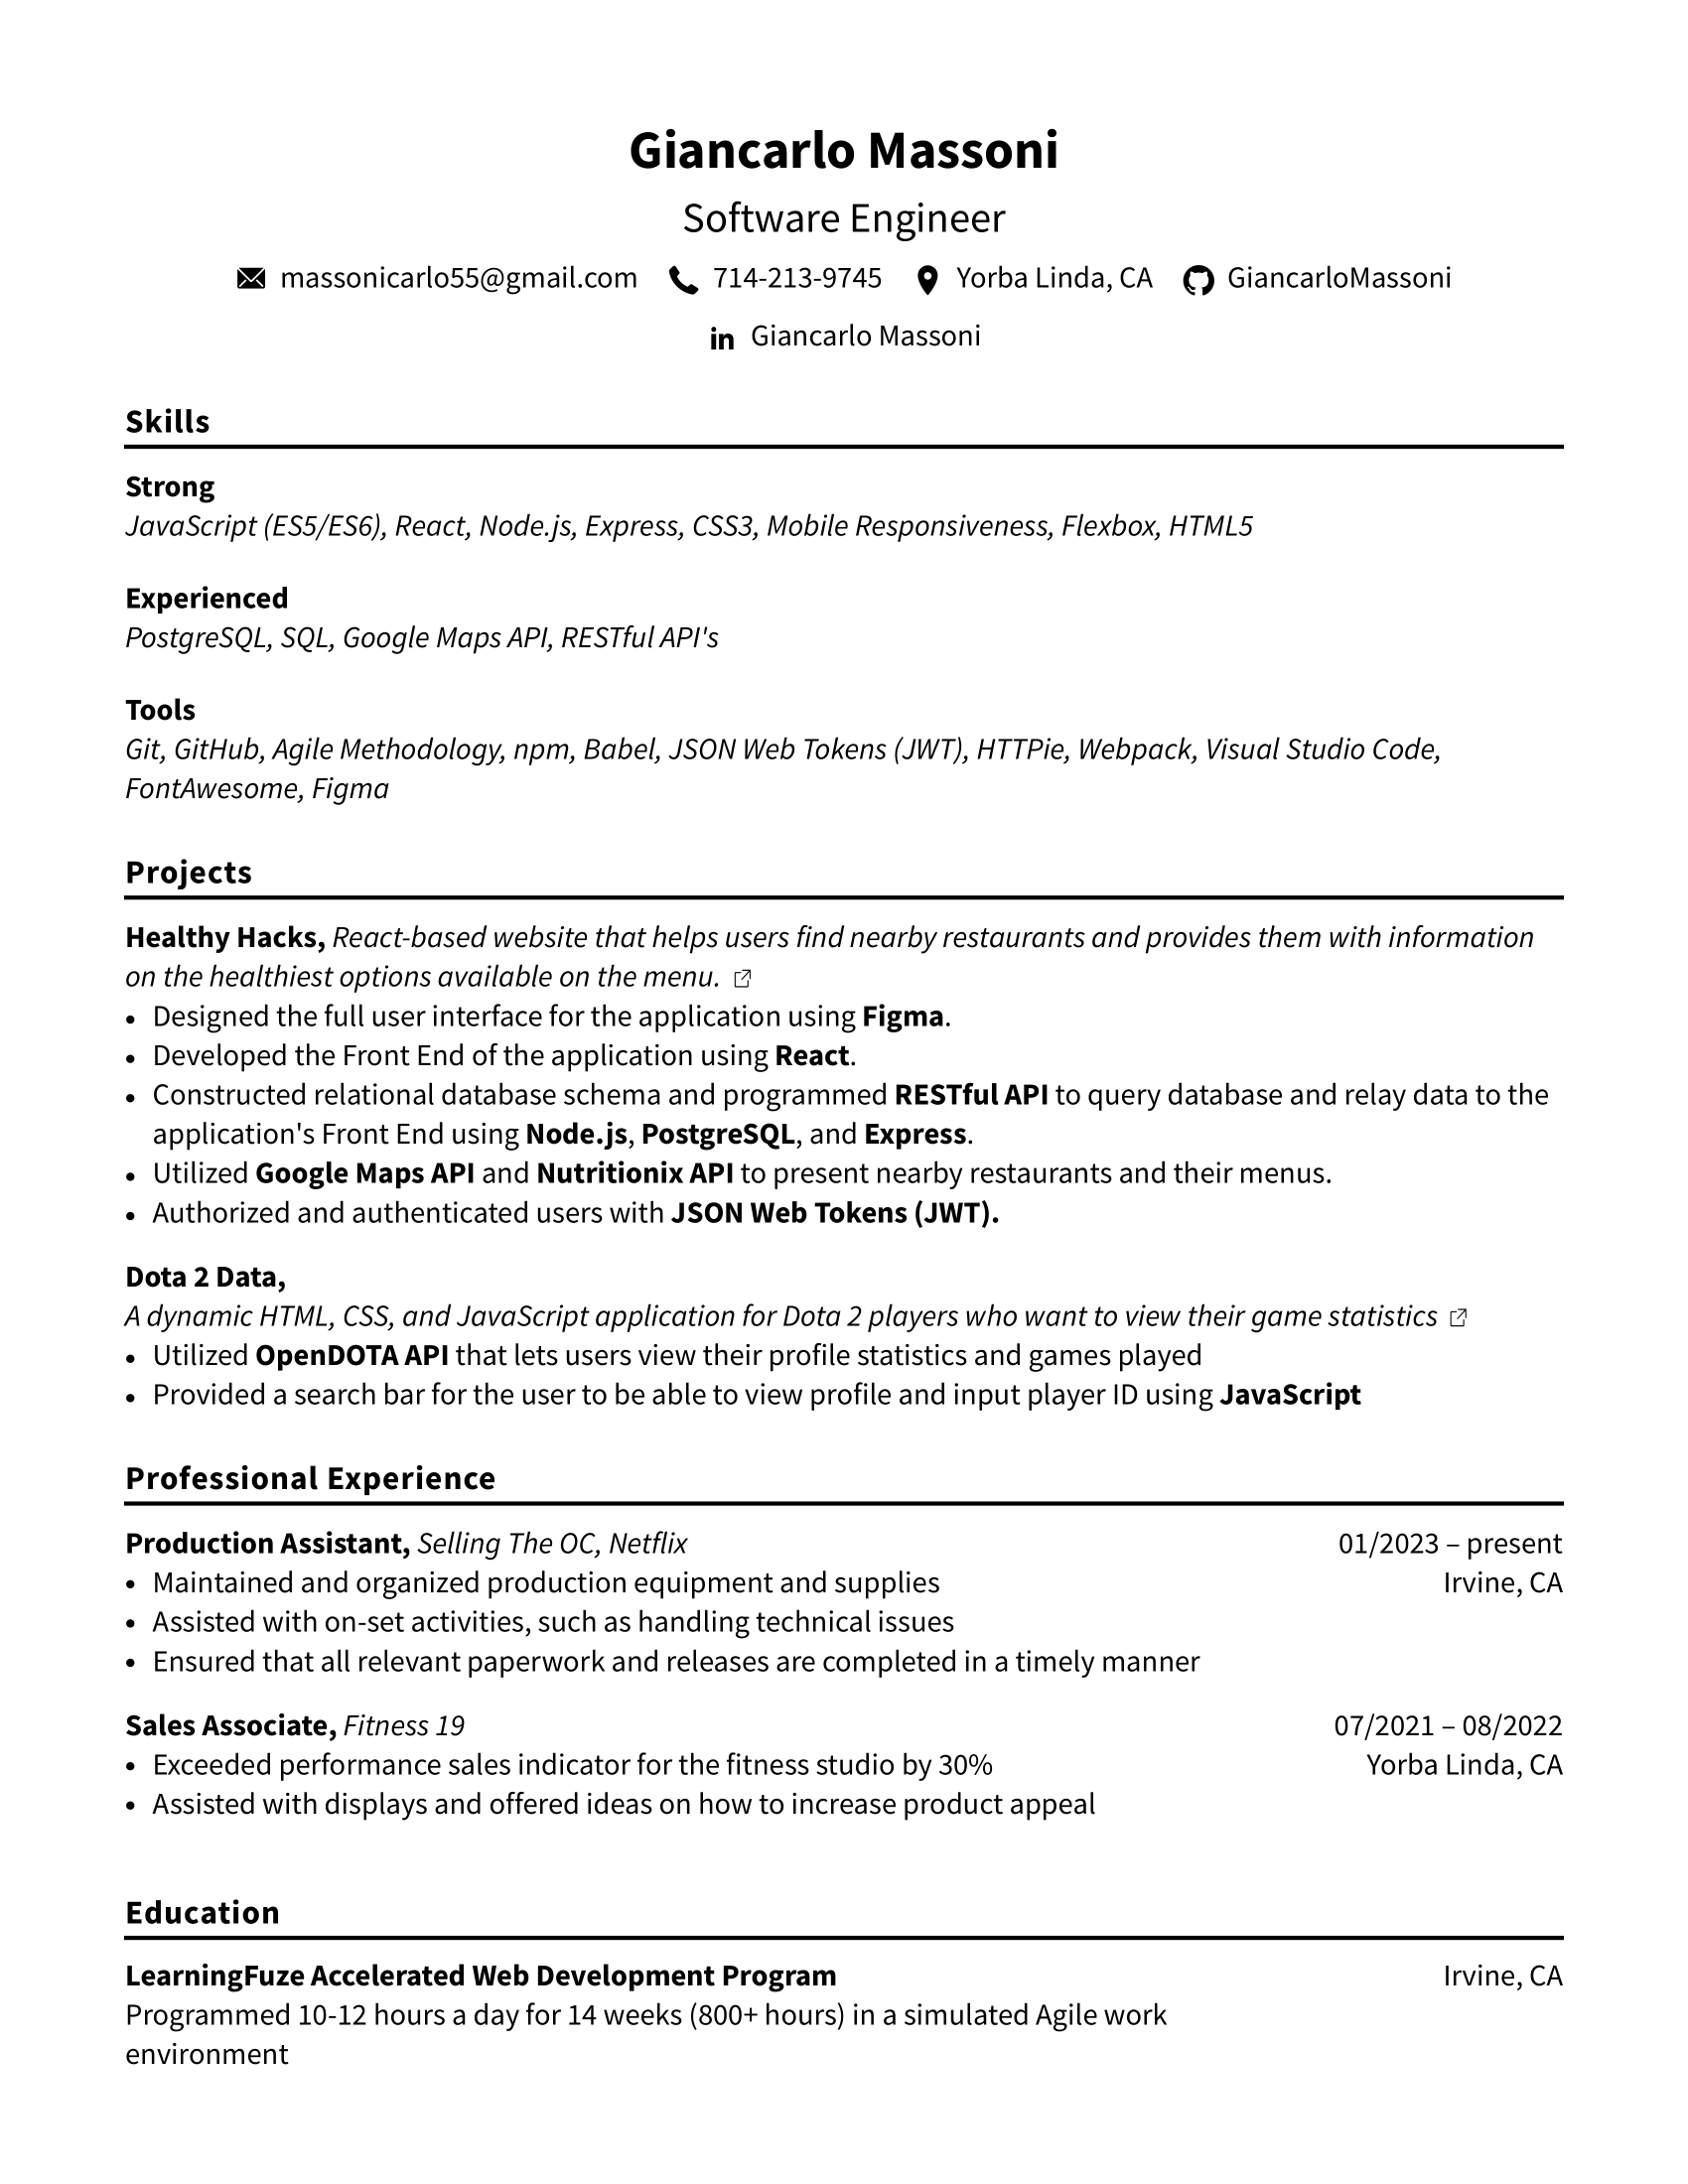 Giancarlo Massoni
Software Engineer
massonicarlo55@gmail.com 714-213-9745 Yorba Linda, CA GiancarloMassoni
Giancarlo Massoni
Skills
Strong
JavaScript (ES5/ES6), React, Node.js, Express, CSS3, Mobile Responsiveness, Flexbox, HTML5
Experienced
PostgreSQL, SQL, Google Maps API, RESTful API's
Tools
Git, GitHub, Agile Methodology, npm, Babel, JSON Web Tokens (JWT), HTTPie, Webpack, Visual Studio Code,
FontAwesome, Figma
Projects
Healthy Hacks, React-based website that helps users find nearby restaurants and provides them with information
on the healthiest options available on the menu.
• Designed the full user interface for the application using Figma.
• Developed the Front End of the application using React.
• Constructed relational database schema and programmed RESTful API to query database and relay data to the
application's Front End using Node.js, PostgreSQL, and Express.
• Utilized Google Maps API and Nutritionix API to present nearby restaurants and their menus.
• Authorized and authenticated users with JSON Web Tokens (JWT).
Dota 2 Data,
A dynamic HTML, CSS, and JavaScript application for Dota 2 players who want to view their game statistics
• Utilized OpenDOTA API that lets users view their profile statistics and games played
• Provided a search bar for the user to be able to view profile and input player ID using JavaScript
Professional Experience
Production Assistant, Selling The OC, Netflix 01/2023 – present
• Maintained and organized production equipment and supplies Irvine, CA
• Assisted with on-set activities, such as handling technical issues
• Ensured that all relevant paperwork and releases are completed in a timely manner
Sales Associate, Fitness 19 07/2021 – 08/2022
• Exceeded performance sales indicator for the fitness studio by 30% Yorba Linda, CA
• Assisted with displays and offered ideas on how to increase product appeal
Education
LearningFuze Accelerated Web Development Program Irvine, CA
Programmed 10-12 hours a day for 14 weeks (800+ hours) in a simulated Agile work
environment